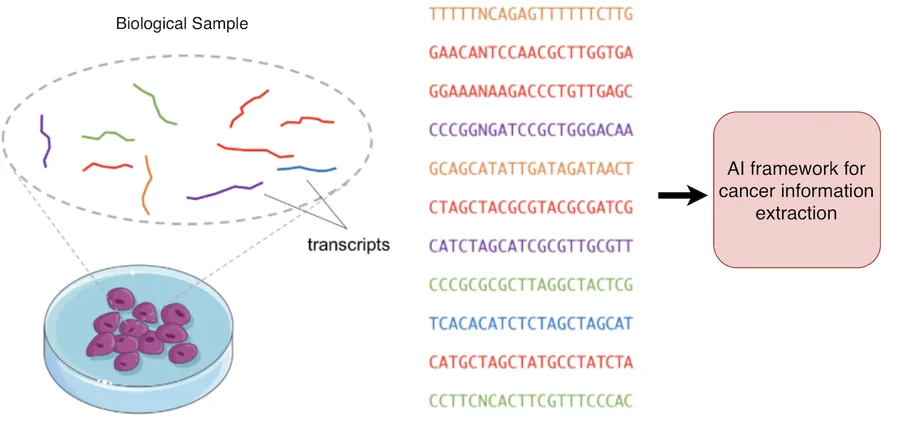 Biological Sample
transcripts
TTTTTNCAGAGTTTTTTCTTG
GAACANTCCAACGCTTGGTGA
GGAAANAAGACCCTGTTGAGC
CCCGGNGATCCGCTGGGACAA
GCAGCATATTGATAGATAACT
CTAGCTACGCGTACGCGATCG
CATCTAGCATCGCGTTGCGTT
CCCGCGCGCTTAGGCTACTCG
TCACACATCTCTAGCTAGCAT
CATGCTAGCTATGCCTATCTA
CCTTCNCACTTCGTTTCCCAC
AI framework for
cancer information
extraction